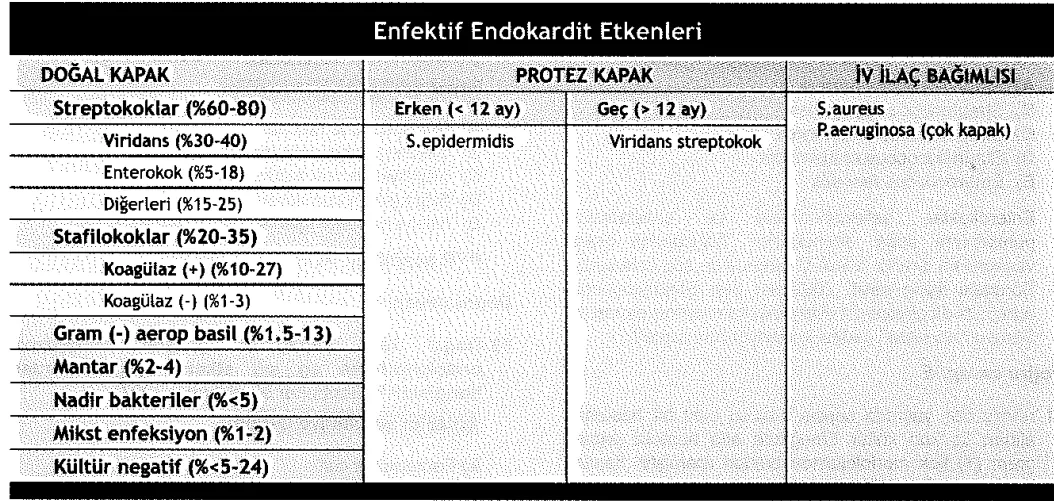 Enfektif Endokardit Etkenleri
DOĞAL KAPAK PROTEZ KAPAK İV İLAÇ BAĞIMLISI
Streptokoklar (%60-80) Erken (< 12 ay) Geç (> 12 ay) S,aureus
Viridans (%30-40) S.epidermidis Viridans streptokok P.aeruginosa (çok kapak)
Enterokok (%5-18)
Diğerleri (%15-25)
Stafilokoklar (%20-35)
Koagülaz (+) (%10-27)
Koagülaz (-) (%1-3)
Gram (-) aerop basil (%1.5-13)
Mantar (%2-4)
Nadir bakteriler (%<5)
Mikst enfeksiyon (%1-2)
Kültür negatif (%<5-24)